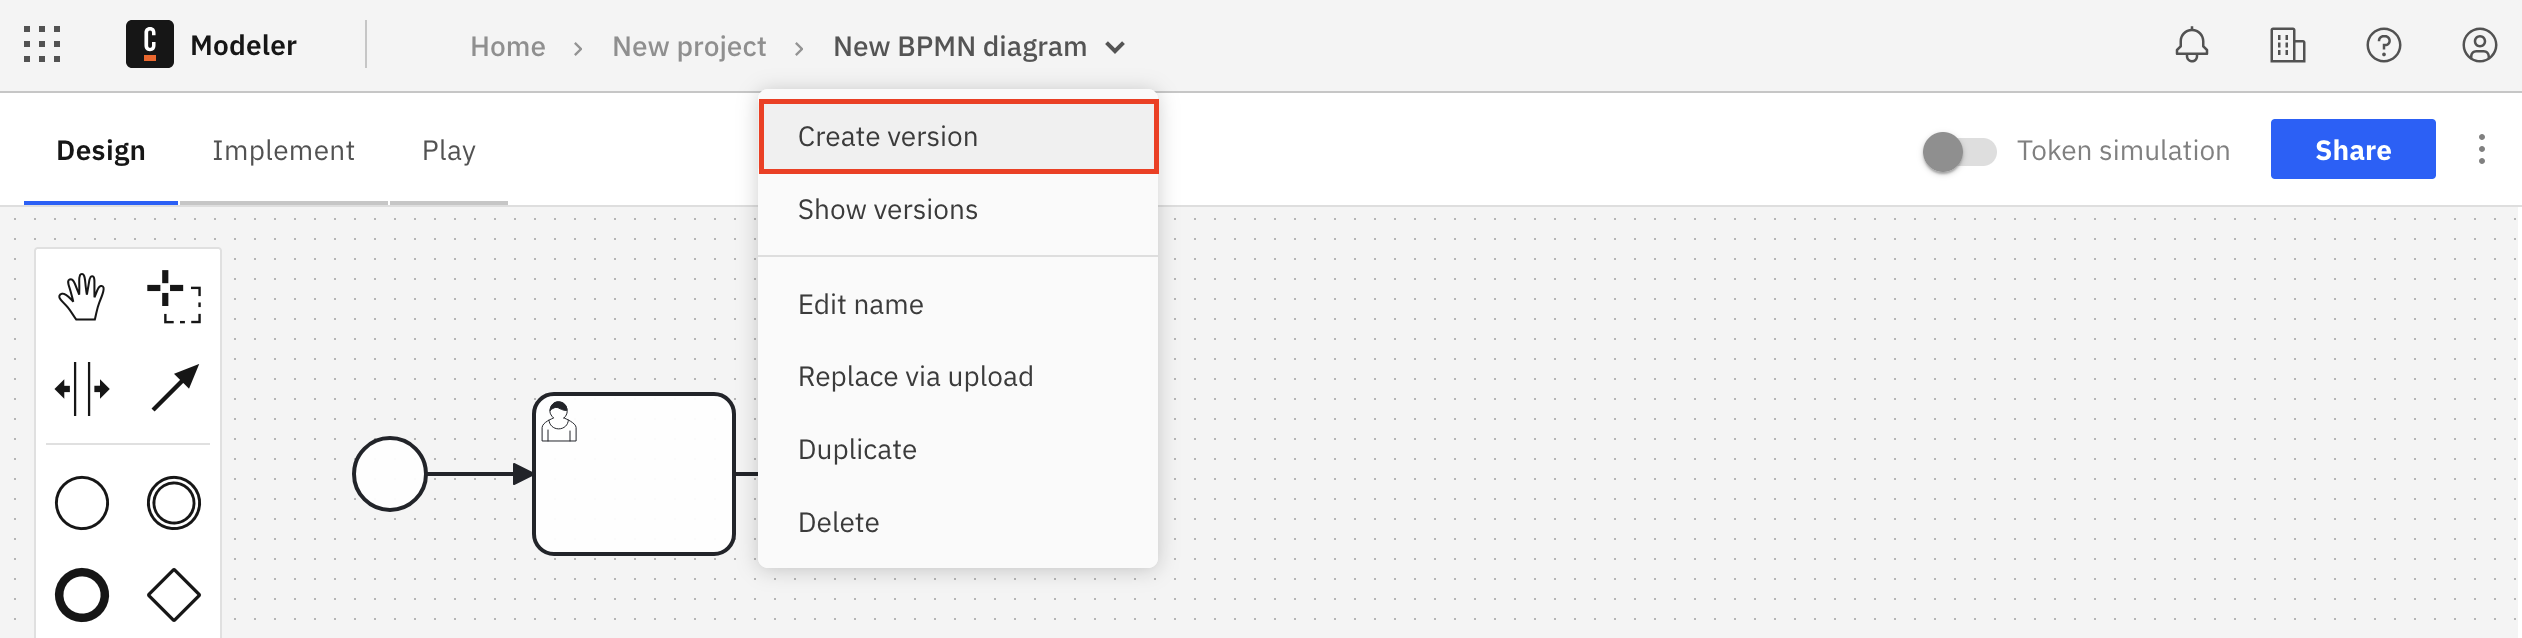 C Modeler Home > New project > New BPMN diagram
Design Implement Play Token simulation Share
Create version
Show versions
Edit name
Replace via upload
Duplicate
Delete